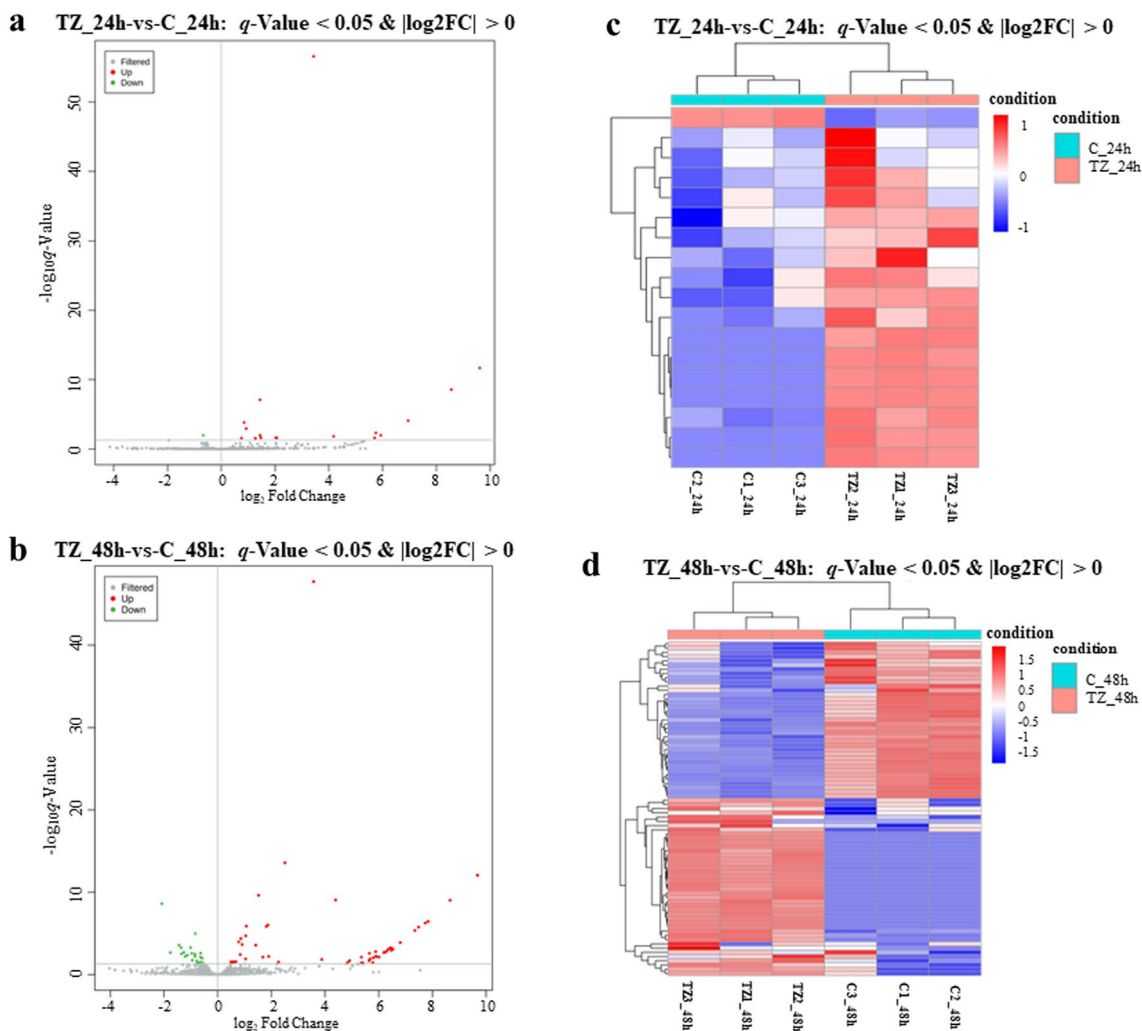 a
TZ_24h-vs-C_24h: q-Value < 0.05 & |log2FC| > 0
Filtered
Up
Down
-log10q-Value
50
40
30
20
10
0
-4 -2 0 2 4 6 8 10
log2 Fold Change
c
TZ_24h-vs-C_24h: q-Value < 0.05 & |log2FC| > 0
condition
1
0
-1
condition
C_24h
TZ_24h
C2_24h
C1_24h
C3_24h
TZ2_24h
TZ1_24h
TZ3_24h
b
TZ_48h-vs-C_48h: q-Value < 0.05 & |log2FC| > 0
Filtered
Up
Down
-log10q-Value
40
30
20
10
0
-4 -2 0 2 4 6 8 10
log2 Fold Change
d
TZ_48h-vs-C_48h: q-Value < 0.05 & |log2FC| > 0
condition
1.5
1
0.5
0
-0.5
-1
-1.5
condition
C_48h
TZ_48h
TZ3_48h
TZ1_48h
TZ2_48h
C3_48h
C1_48h
C2_48h